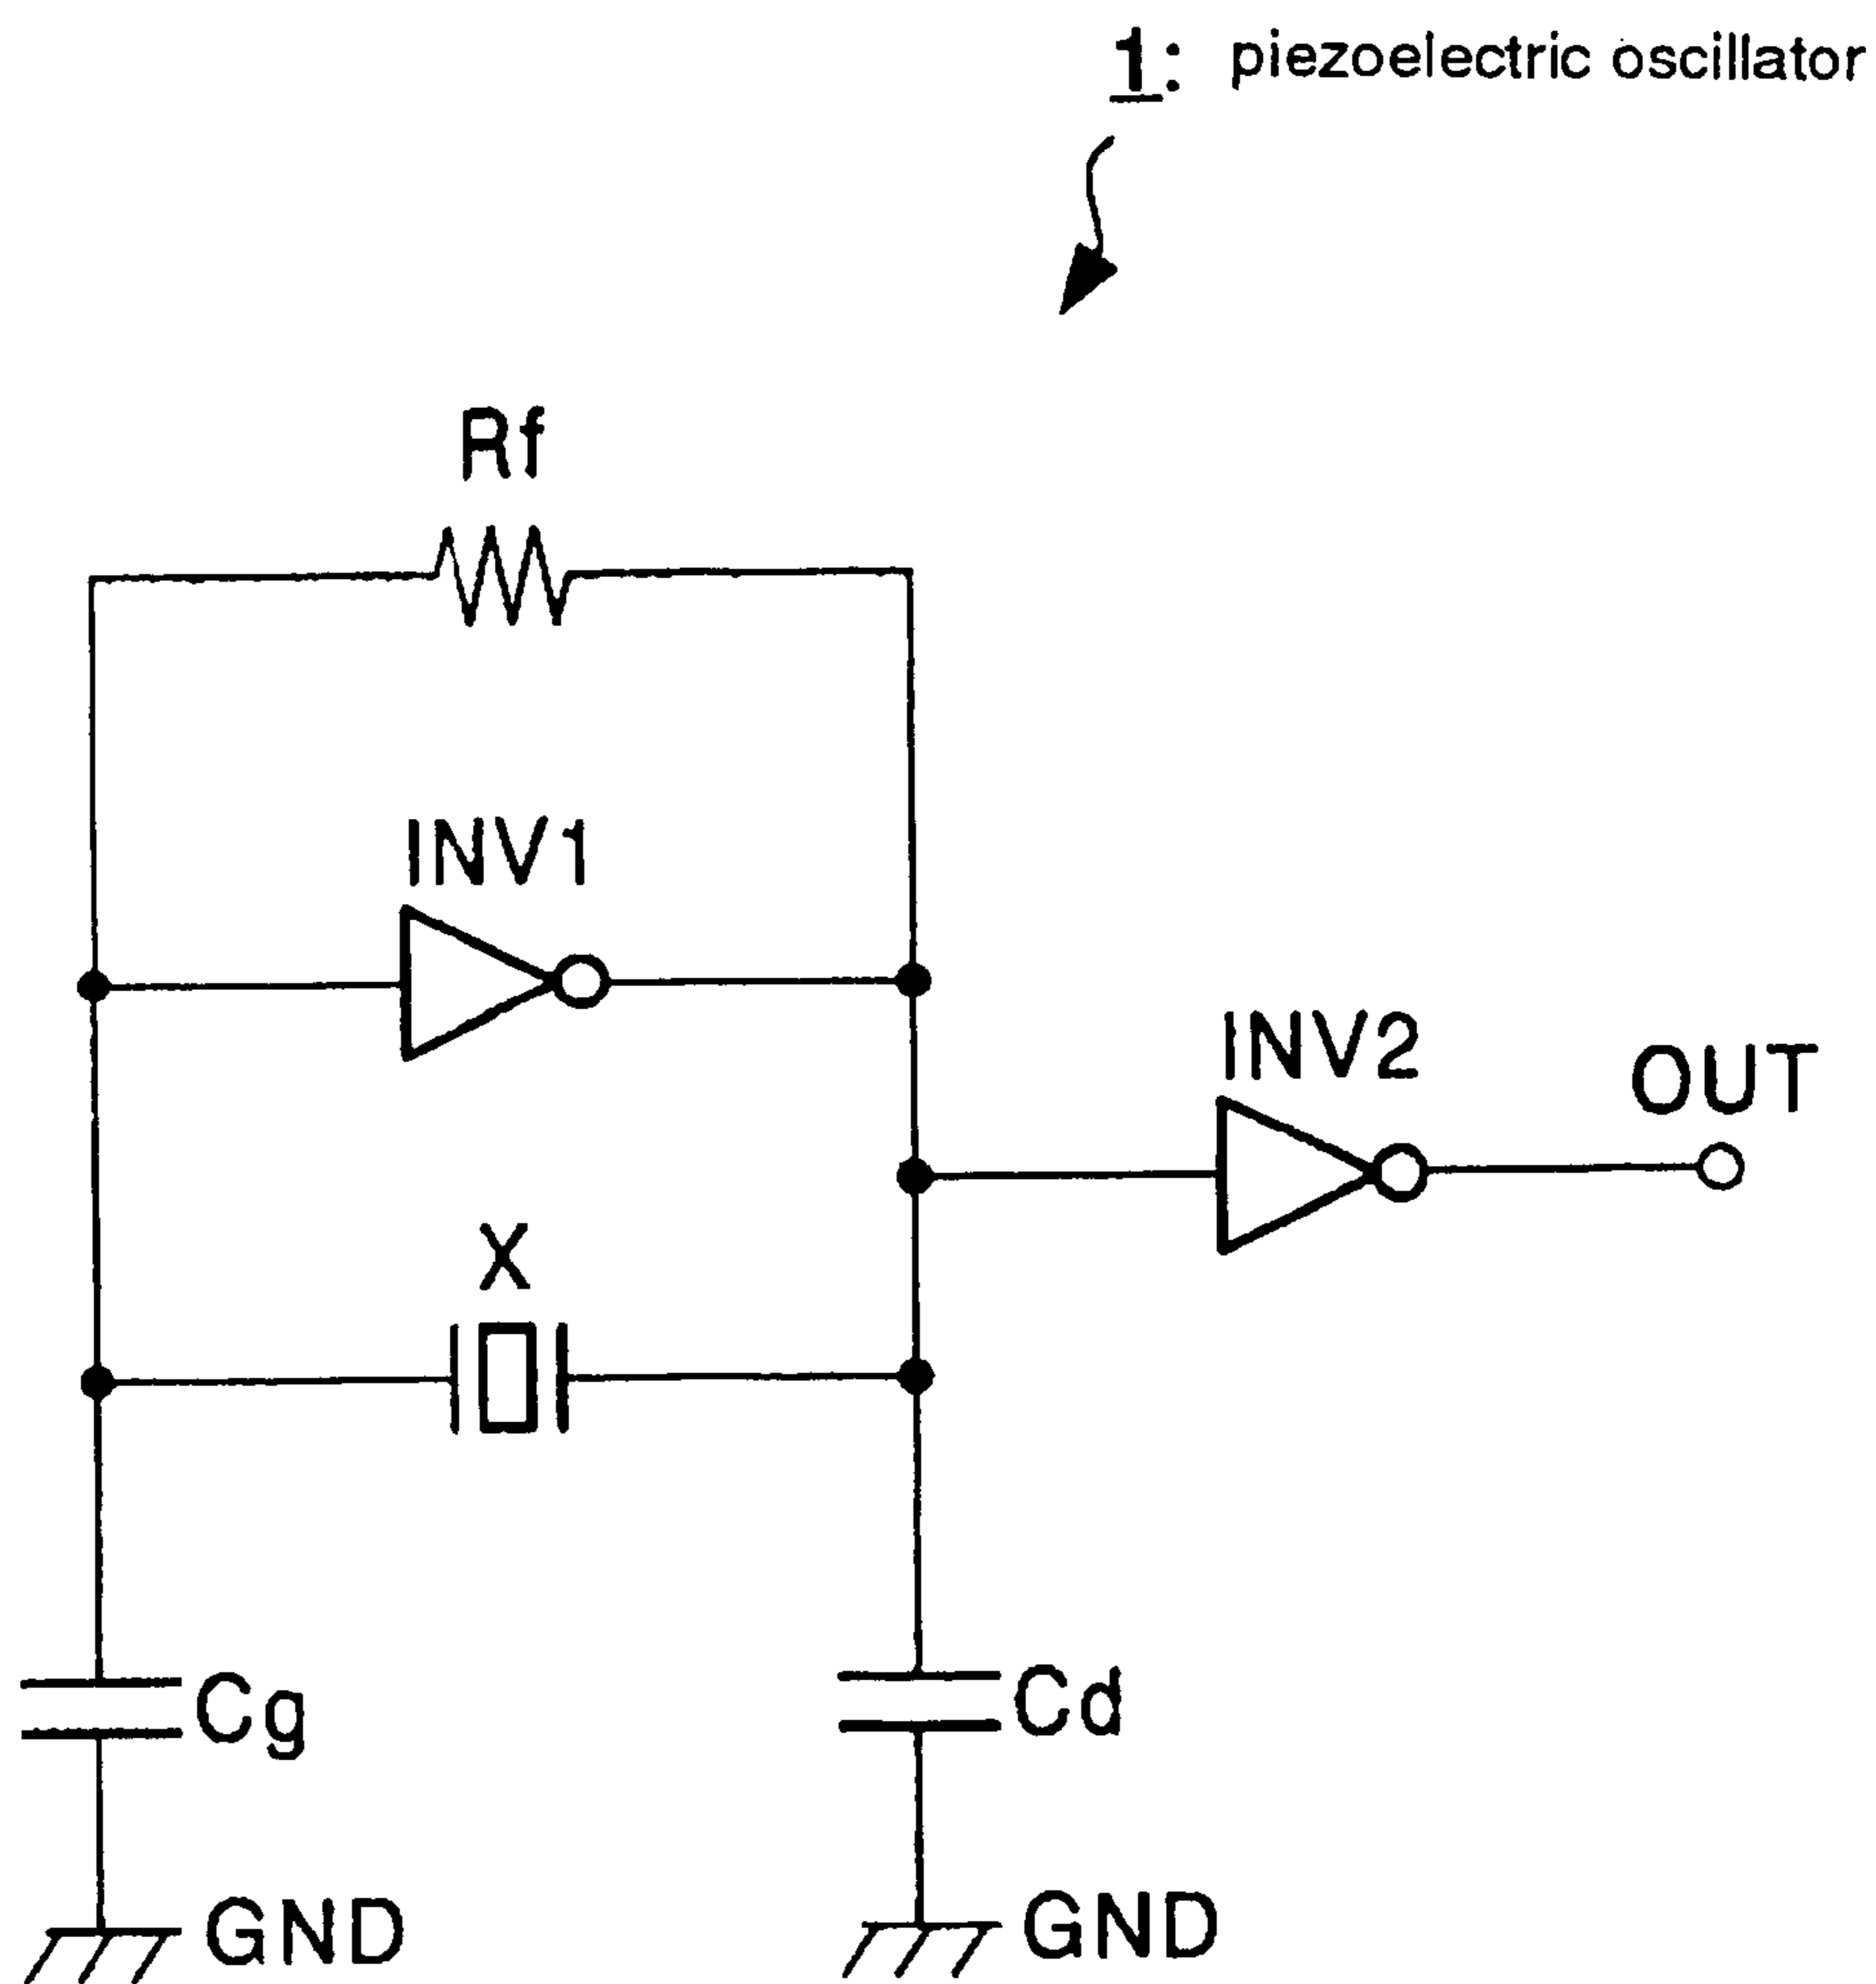 1: piezoelectric oscillator
Rf
INV1
INV2
OUT
X
Cg
Cd
GND
GND